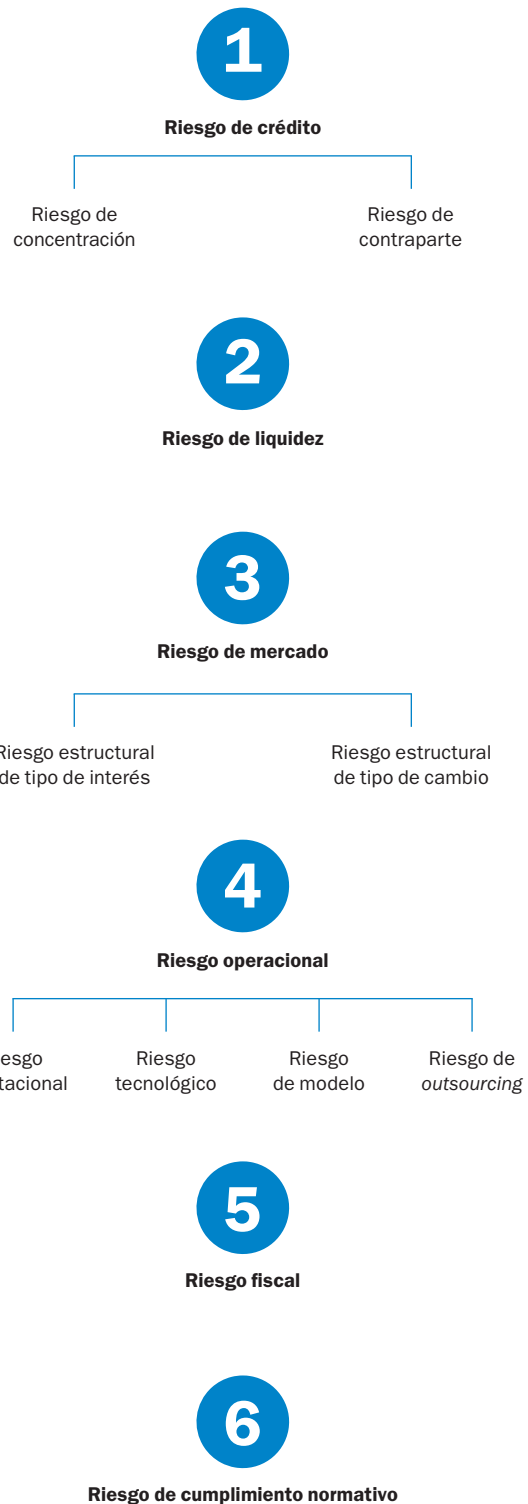 1
Riesgo de crédito
Riesgo de
concentración
Riesgo de
contraparte
2
Riesgo de liquidez
3
Riesgo de mercado
Riesgo estructural
de tipo de interés
Riesgo estructural
de tipo de cambio
4
Riesgo operacional
Riesgo
tecnológico
Riesgo
de modelo
Riesgo de
outsourcing
5
Riesgo fiscal
6
Riesgo de cumplimiento normativo